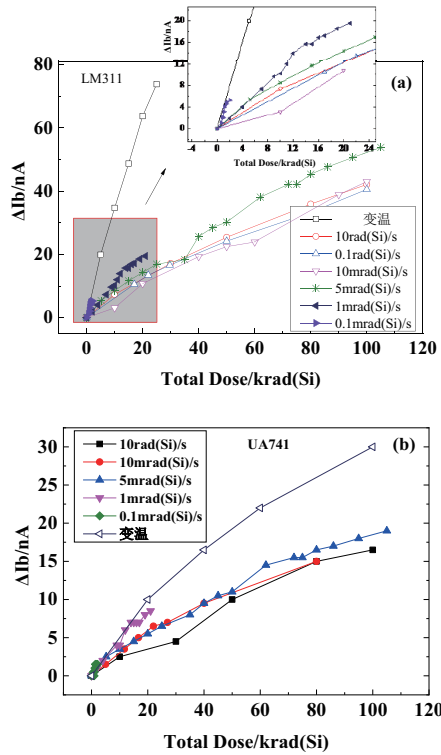 LM311
(a)
ΔIb/nA
80
60
40
20
0
0 20 40 60 80 100 120
Total Dose/krad(Si)
ΔIb/nA
20
16
12
8
4
0
-4 0 4 8 12 16 20 24
Total Dose/krad(Si)
变温
10rad(Si)/s
0.1rad(Si)/s
10mrad(Si)/s
5mrad(Si)/s
1mrad(Si)/s
0.1mrad(Si)/s
UA741
(b)
ΔIb/nA
30
25
20
15
10
5
0
0 20 40 60 80 100 120
Total Dose/krad(Si)
10rad(Si)/s
10mrad(Si)/s
5mrad(Si)/s
1mrad(Si)/s
0.1mrad(Si)/s
变温